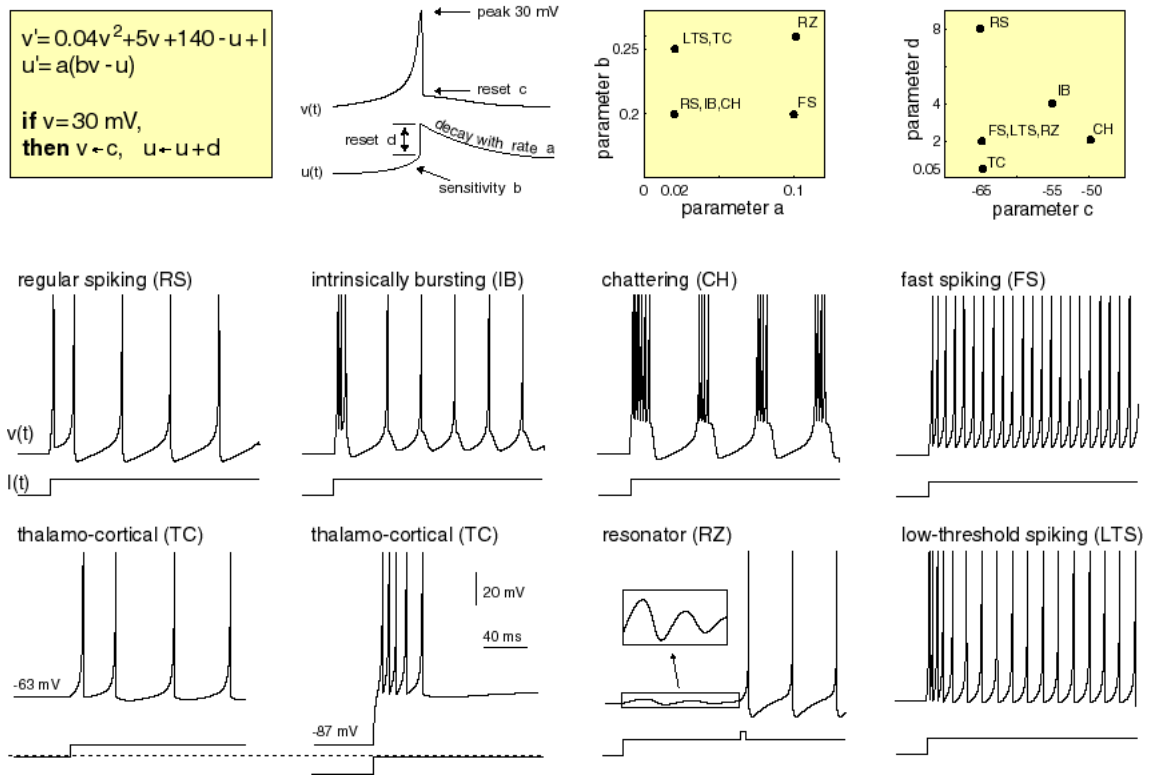 v'= 0.04v²+5v+140 - u + I
u'= a(bv - u)
if v = 30 mV,
then v ← c, u ← u + d
peak 30 mV
reset c
v(t)
reset d
decay with rate a
u(t)
sensitivity b
parameter b
0.25
0.2
LTS,TC
RZ
RS,IB,CH
FS
0
0.02
0.1
parameter a
parameter d
8
4
2
0.05
RS
IB
FS,LTS,RZ
CH
TC
-65
-55
-50
parameter c
regular spiking (RS)
intrinsically bursting (IB)
chattering (CH)
fast spiking (FS)
v(t)
I(t)
thalamo-cortical (TC)
thalamo-cortical (TC)
resonator (RZ)
low-threshold spiking (LTS)
-63 mV
20 mV
40 ms
-87 mV